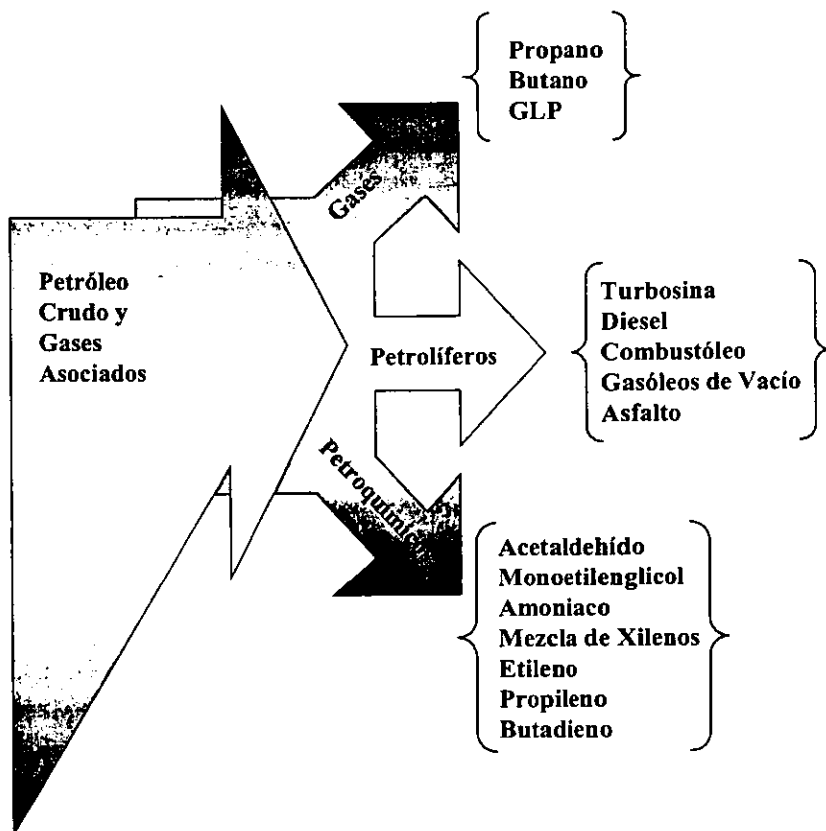 Propano
Butano
GLP
Gases
Petróleo
Crudo y
Gases
Asociados
Petrolíferos
Turbosina
Diesel
Combustóleo
Gasóleos de Vacío
Asfalto
Acetaldehído
Monoetilenglicol
Amoniaco
Mezcla de Xilenos
Etileno
Propileno
Butadieno